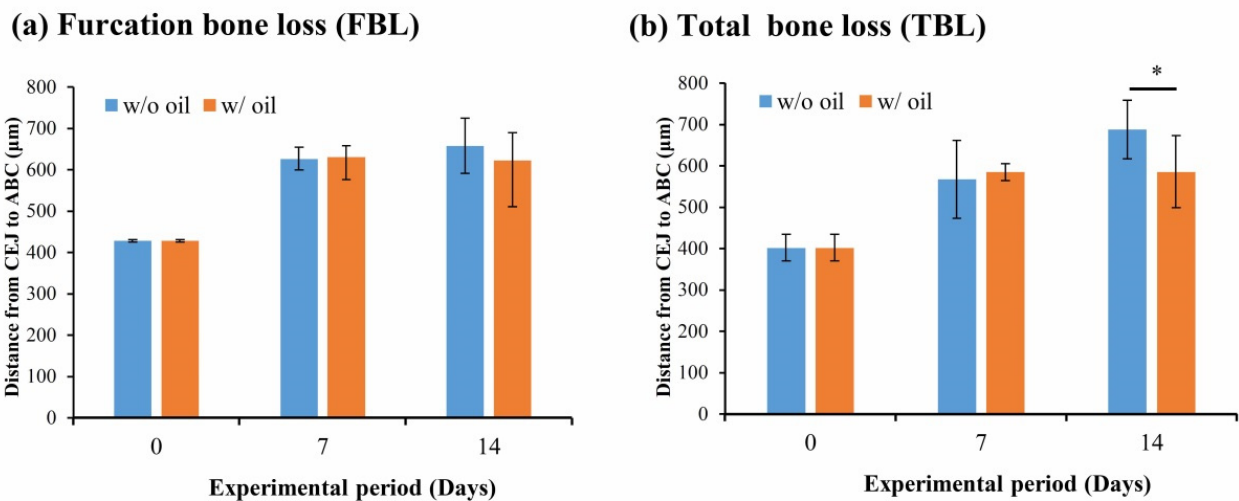 (a) Furcation bone loss (FBL)
800
700
600
500
400
300
200
100
0
Distance from CEJ to ABC (μm)
w/o oil w/ oil
0 7 14
Experimental period (Days)
(b) Total bone loss (TBL)
800
700
600
500
400
300
200
100
0
Distance from CEJ to ABC (μm)
w/o oil w/ oil
*
0 7 14
Experimental period (Days)